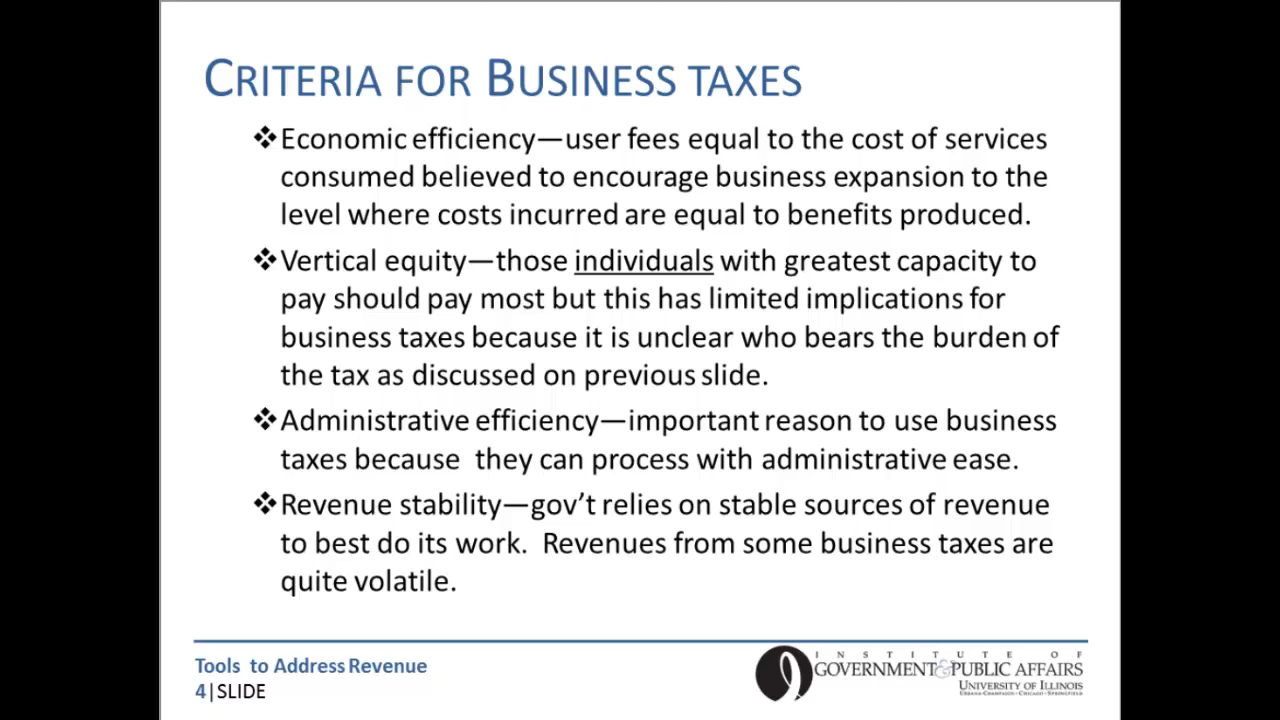 CRITERIA FOR BUSINESS TAXES
❖Economic efficiency—user fees equal to the cost of services
consumed believed to encourage business expansion to the
level where costs incurred are equal to benefits produced.
❖Vertical equity—those individuals with greatest capacity to
pay should pay most but this has limited implications for
business taxes because it is unclear who bears the burden of
the tax as discussed on previous slide.
❖Administrative efficiency—important reason to use business
taxes because  they can process with administrative ease.
❖Revenue stability—gov’t relies on stable sources of revenue
to best do its work.  Revenues from some business taxes are
quite volatile.
Tools  to Address Revenue
4|SLIDE
INSTITUTE OF
GOVERNMENT&PUBLIC AFFAIRS
UNIVERSITY OF ILLINOIS
URBANA-CHAMPAIGN • CHICAGO • SPRINGFIELD